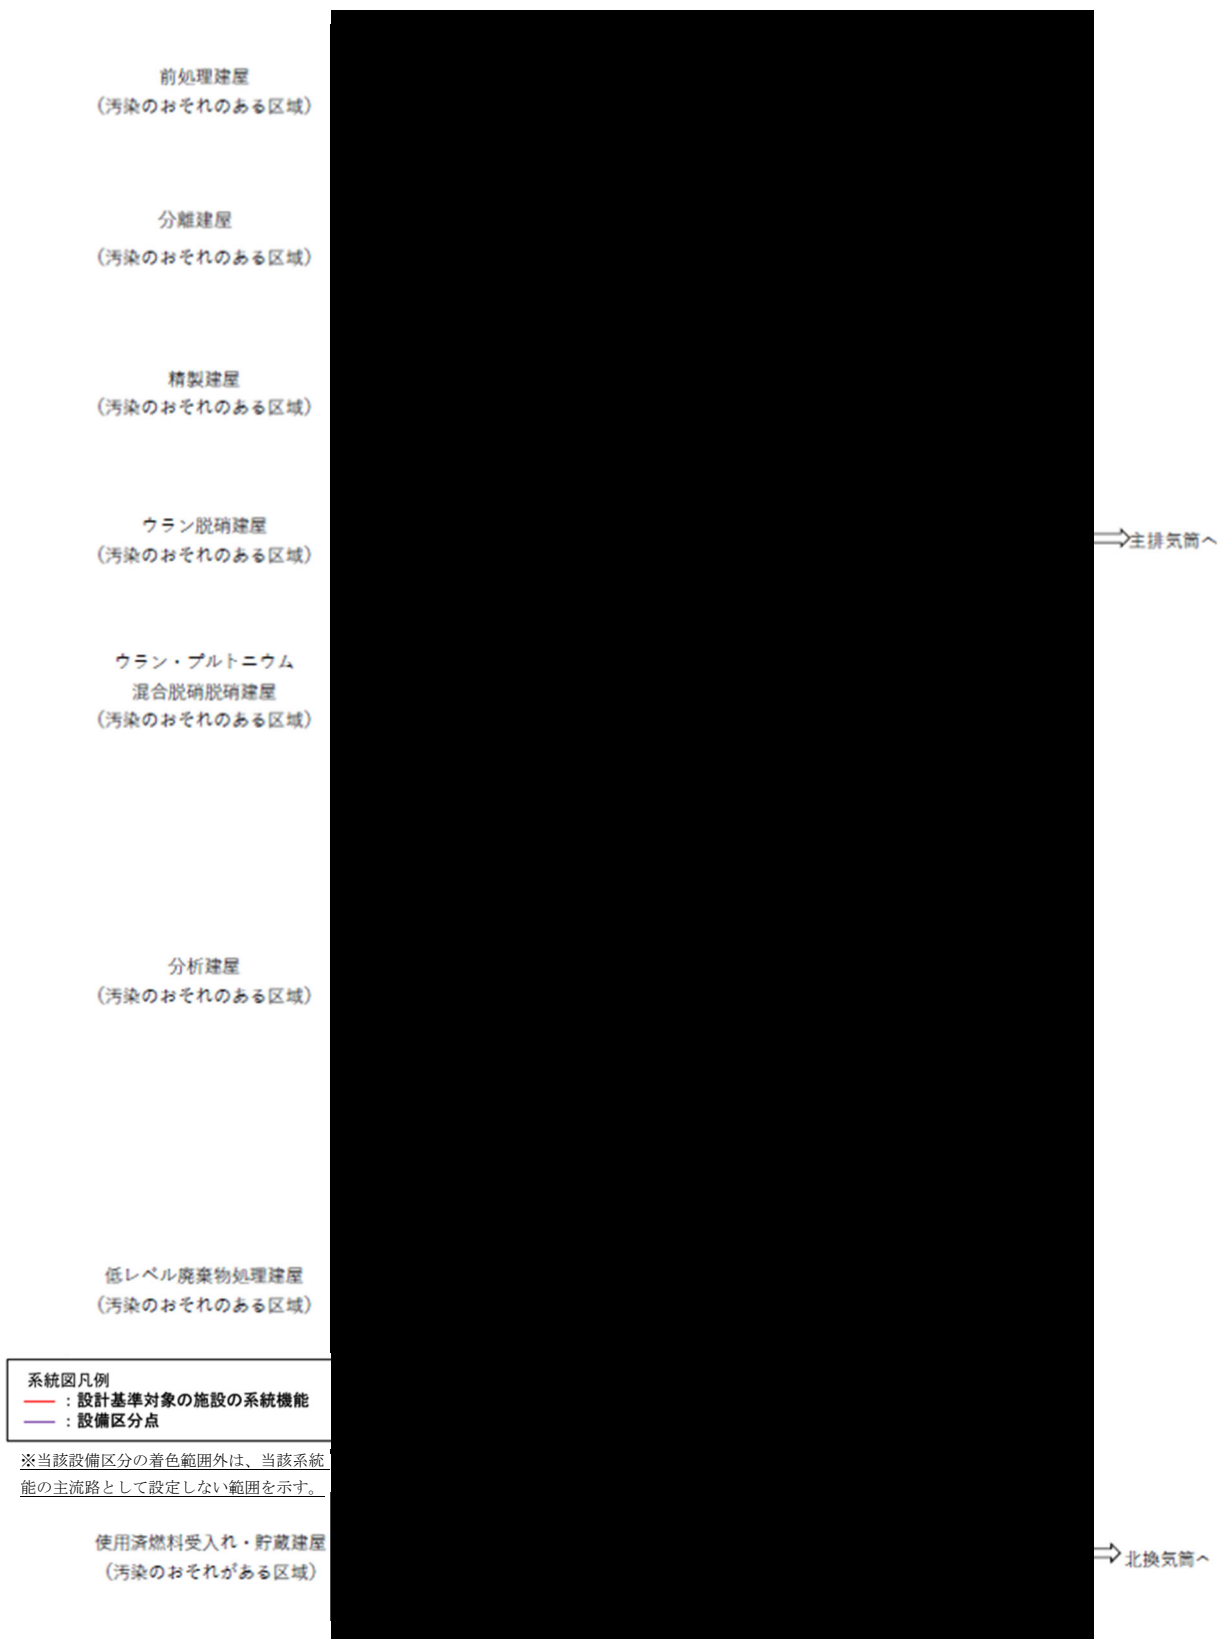 前処理建屋
（汚染のおそれのある区域）
分離建屋
（汚染のおそれのある区域）
精製建屋
（汚染のおそれのある区域）
ウラン脱硝建屋
（汚染のおそれのある区域）
主排気筒へ
ウラン・プルトニウム
混合脱硝脱硝建屋
（汚染のおそれのある区域）
分析建屋
（汚染のおそれのある区域）
低レベル廃棄物処理建屋
（汚染のおそれのある区域）
系統図凡例
：設計基準対象の施設の系統機能
：設備区分点
※当該設備区分の着色範囲外は、当該系統
能の主流路として設定しない範囲を示す。
使用済燃料受入れ・貯蔵建屋
（汚染のおそれがある区域）
北換気筒へ